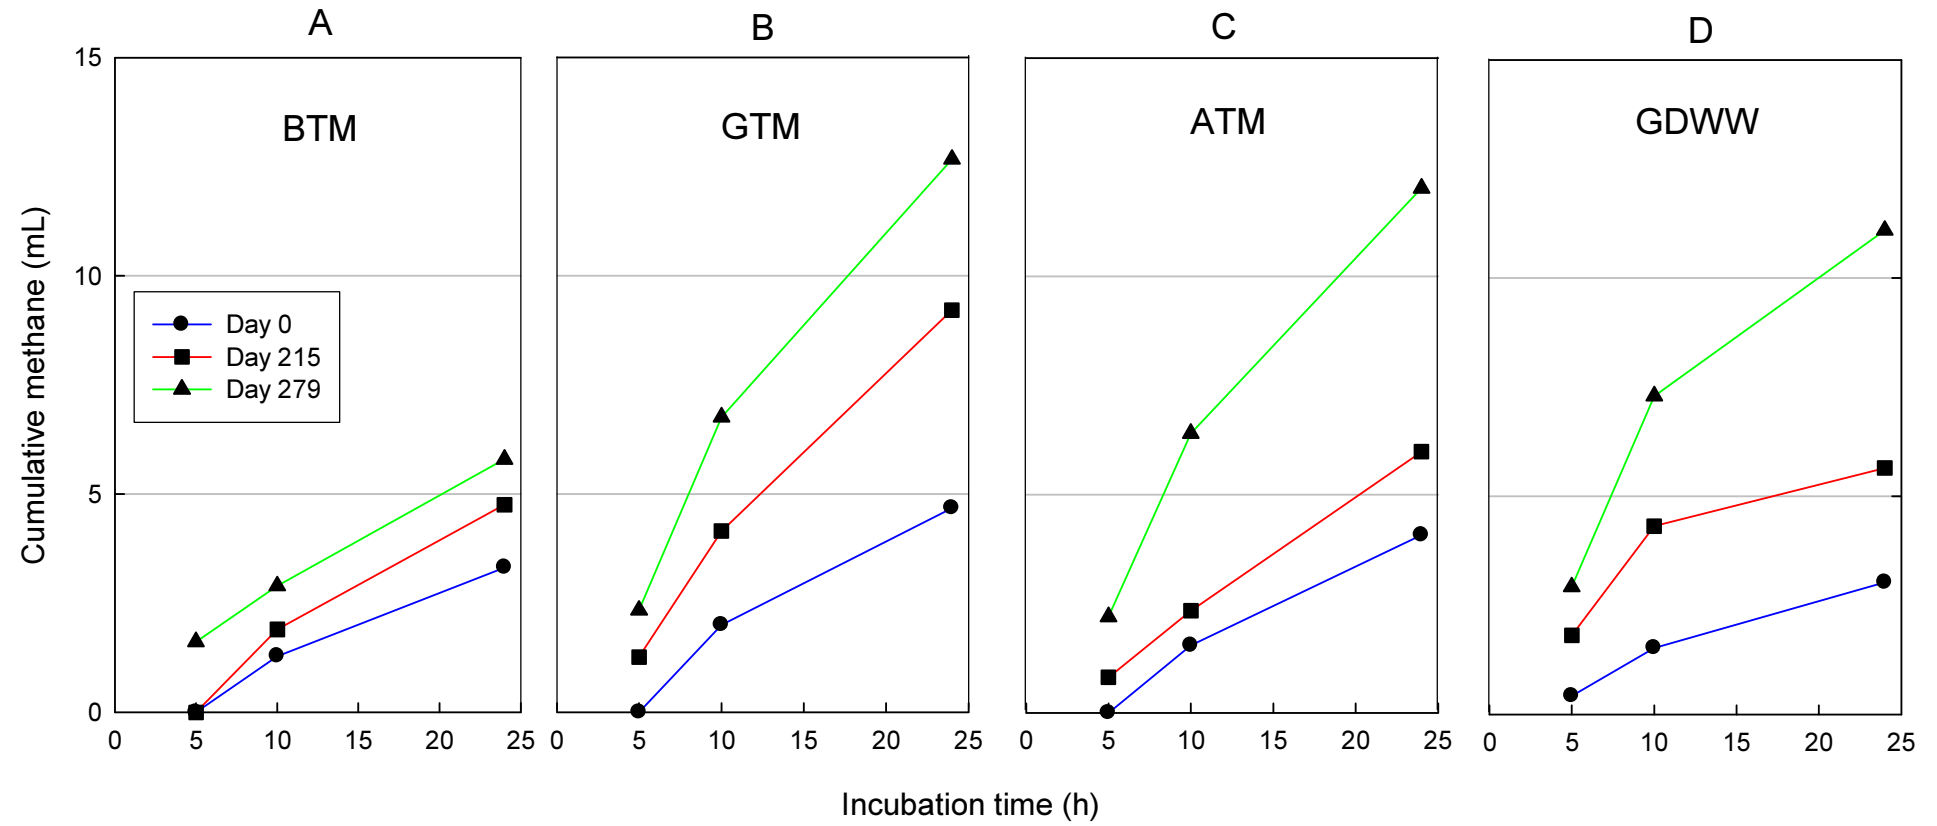 A
B
C
D
BTM
GTM
ATM
GDWW
Cumulative methane (mL)
15
10
5
0
Day 0
Day 215
Day 279
0 5 10 15 20 25
0 5 10 15 20 25
0 5 10 15 20 25
0 5 10 15 20 25
Incubation time (h)